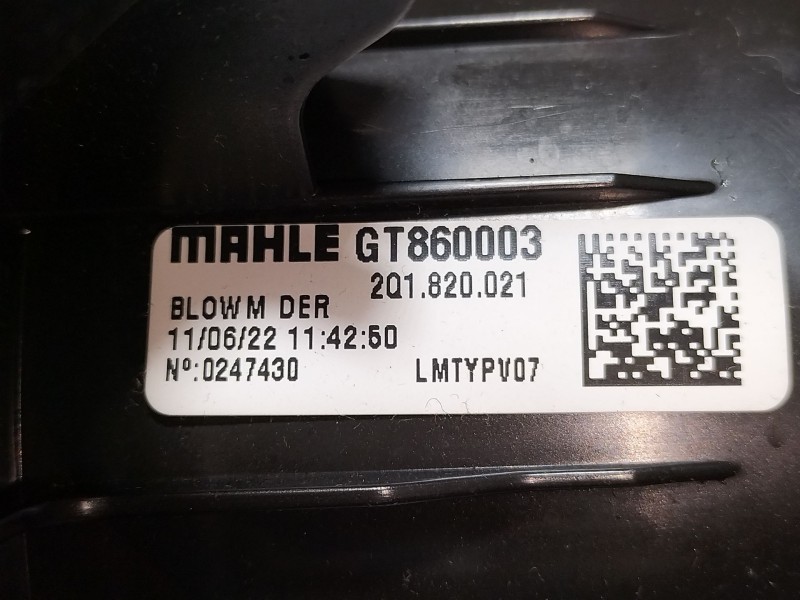 MAHLE GT860003
2Q1.820.021
BLOWM DER
11/06/22 11:42:50
Nº:0247430 LMTYPV07